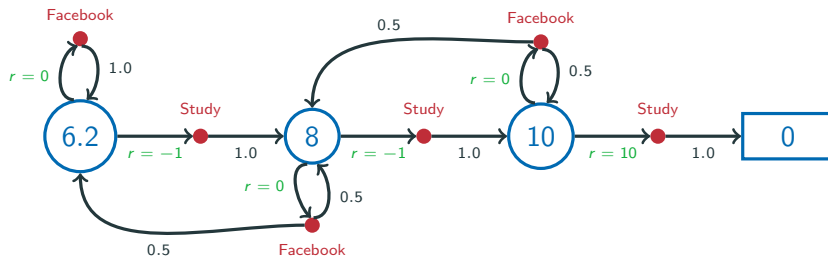 Facebook
r = 0
1.0
6.2
Study
r = −1
1.0
8
0.5
Facebook
r = 0
0.5
Study
r = −1
1.0
10
Study
r = 10
1.0
0
r = 0
0.5
Facebook
0.5